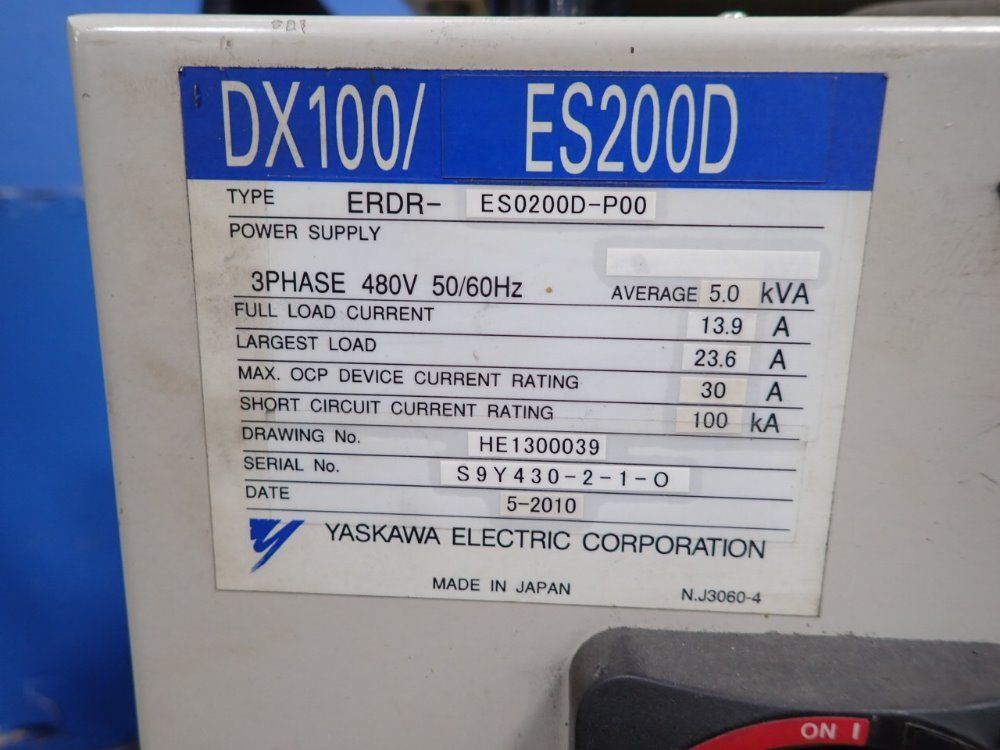 DX100/ ES200D
TYPE ERDR- ES0200D-P00
POWER SUPPLY
3PHASE 480V 50/60Hz AVERAGE 5.0 kVA
FULL LOAD CURRENT 13.9 A
LARGEST LOAD 23.6 A
MAX. OCP DEVICE CURRENT RATING 30 A
SHORT CIRCUIT CURRENT RATING 100 kA
DRAWING No. HE1300039
SERIAL No. S9Y430-2-1-O
DATE 5-2010
YASKAWA ELECTRIC CORPORATION
MADE IN JAPAN N.J3060-4
ON I